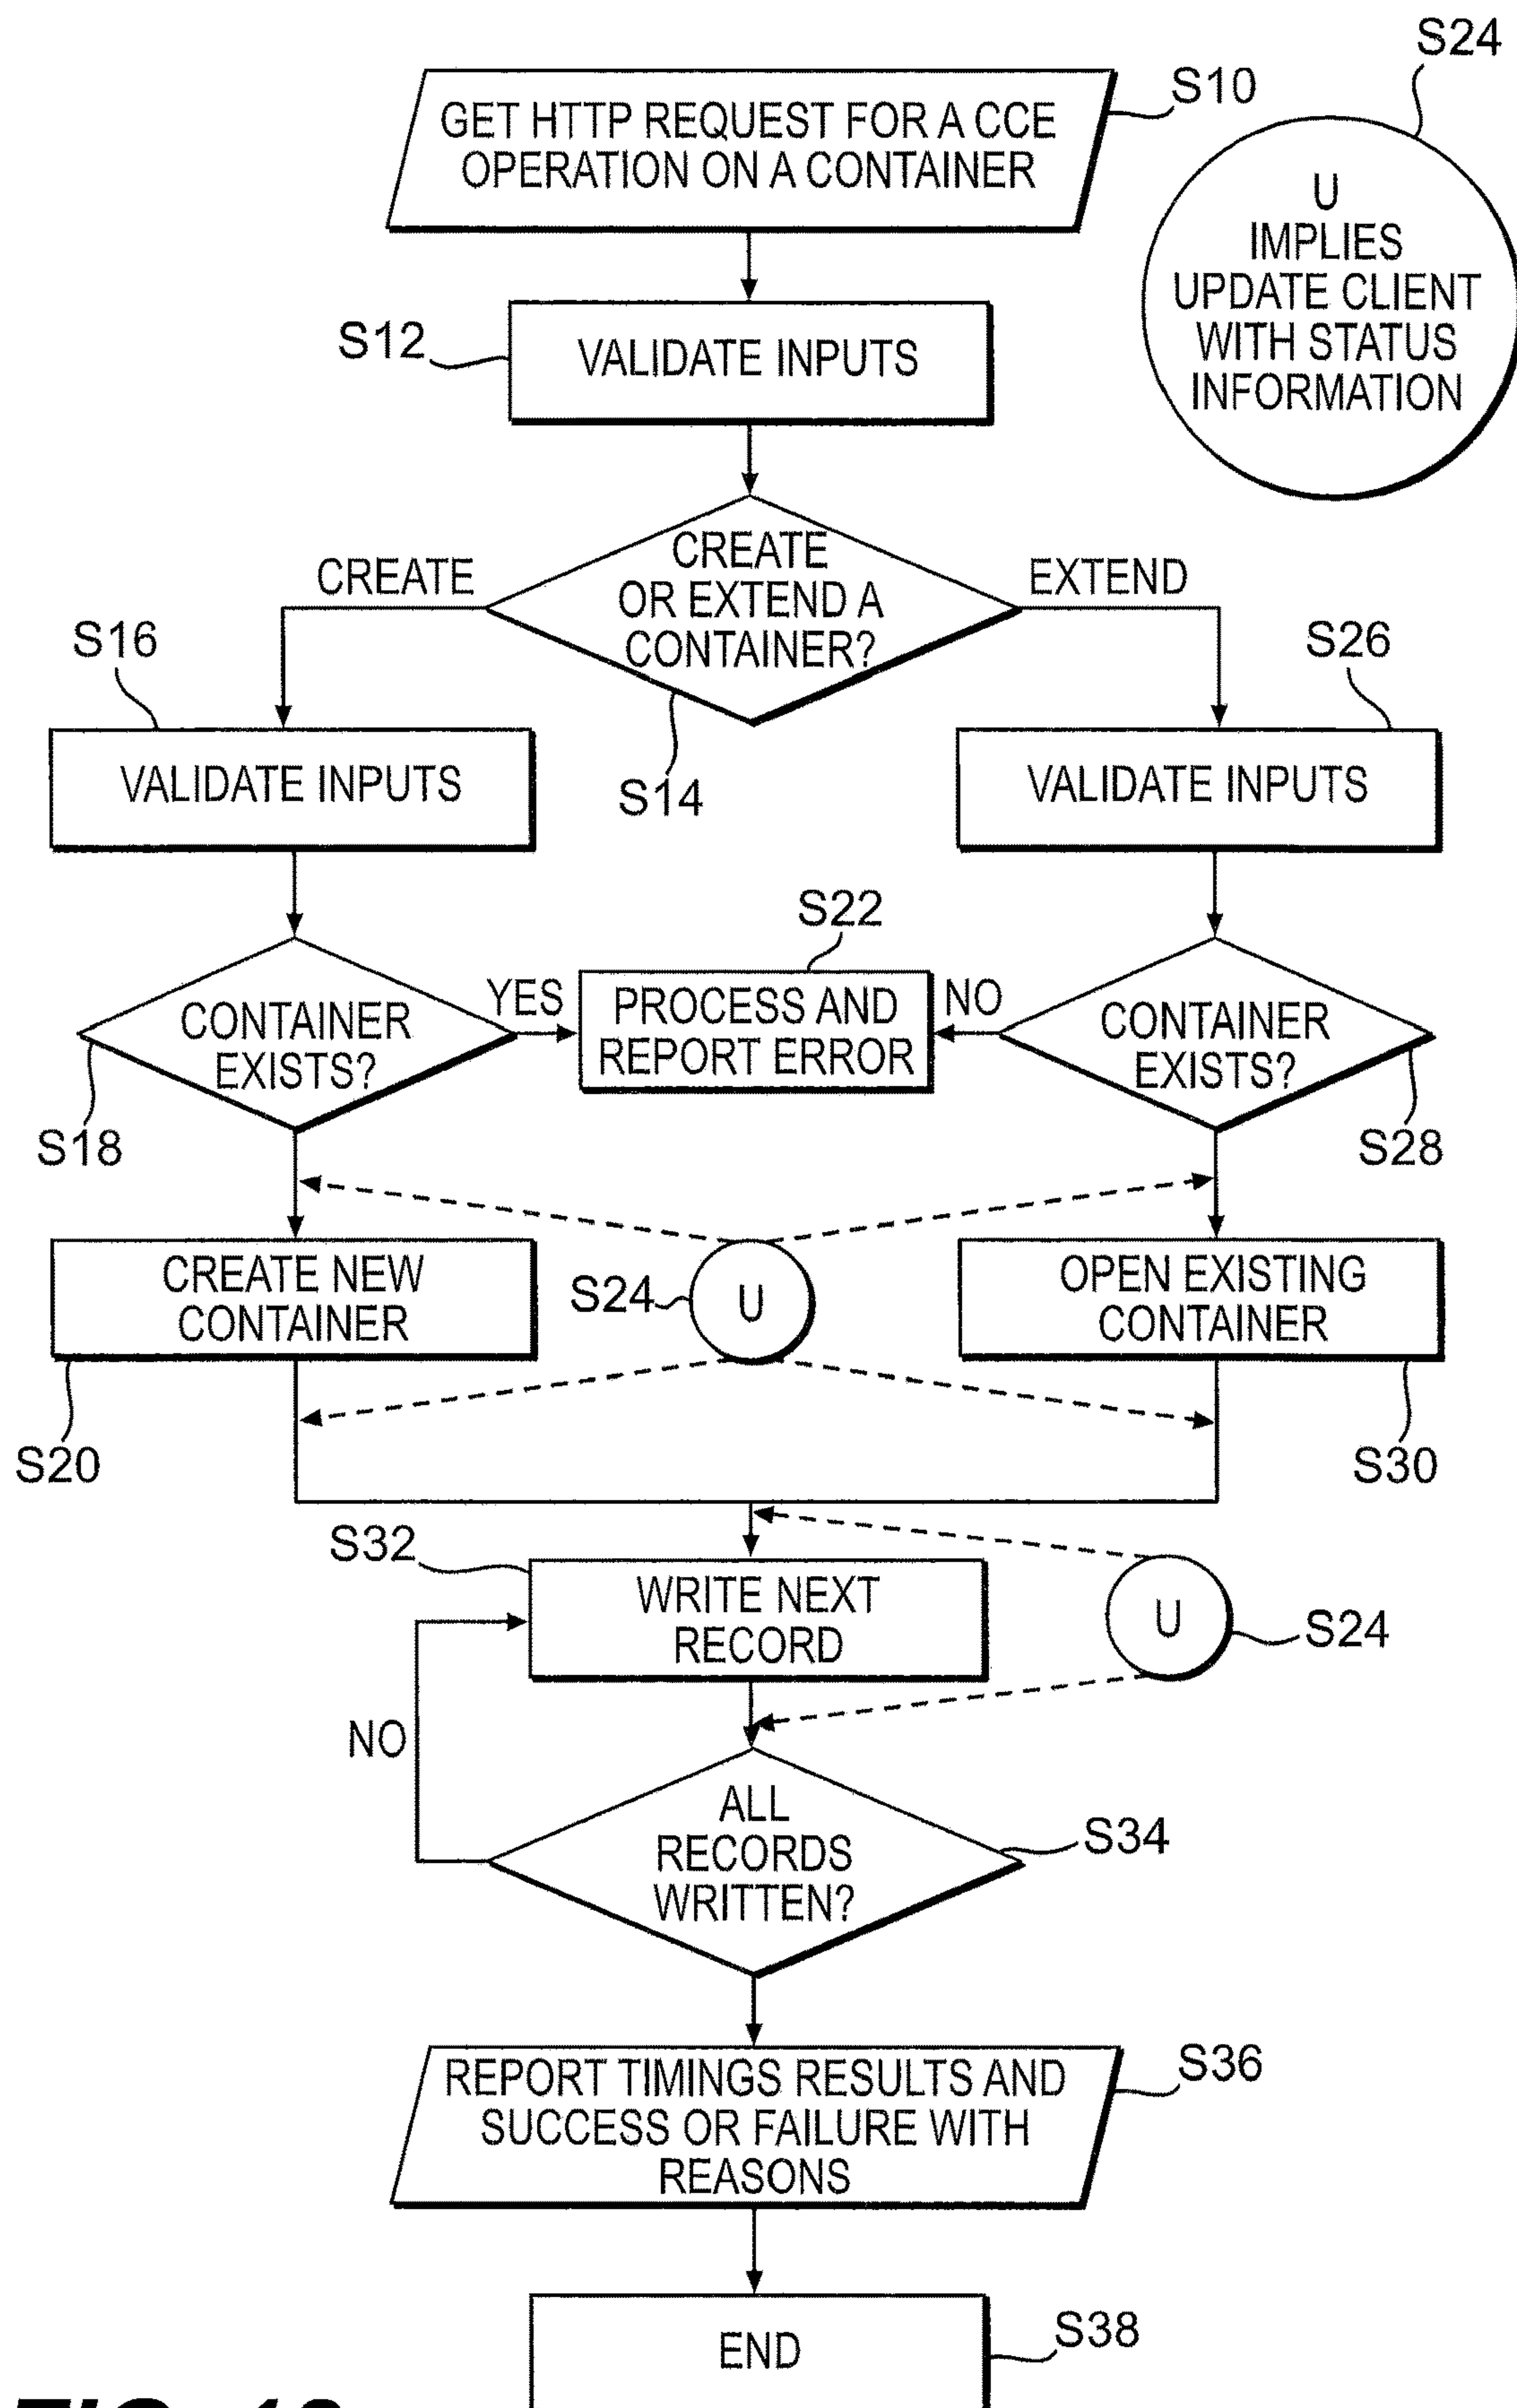 S24
S10
GET HTTP REQUEST FOR A CCE
OPERATION ON A CONTAINER
U
IMPLIES
UPDATE CLIENT
WITH STATUS
INFORMATION
S12
VALIDATE INPUTS
CREATE
OR EXTEND A
CONTAINER?
CREATE
EXTEND
S16
S26
S14
VALIDATE INPUTS
VALIDATE INPUTS
S22
CONTAINER
EXISTS?
YES
PROCESS AND
REPORT ERROR
NO
CONTAINER
EXISTS?
S18
S28
CREATE NEW
CONTAINER
S24
U
OPEN EXISTING
CONTAINER
S20
S30
S32
WRITE NEXT
RECORD
U
S24
NO
ALL
RECORDS
WRITTEN?
S34
REPORT TIMINGS RESULTS AND
SUCCESS OR FAILURE WITH
REASONS
S36
END
S38